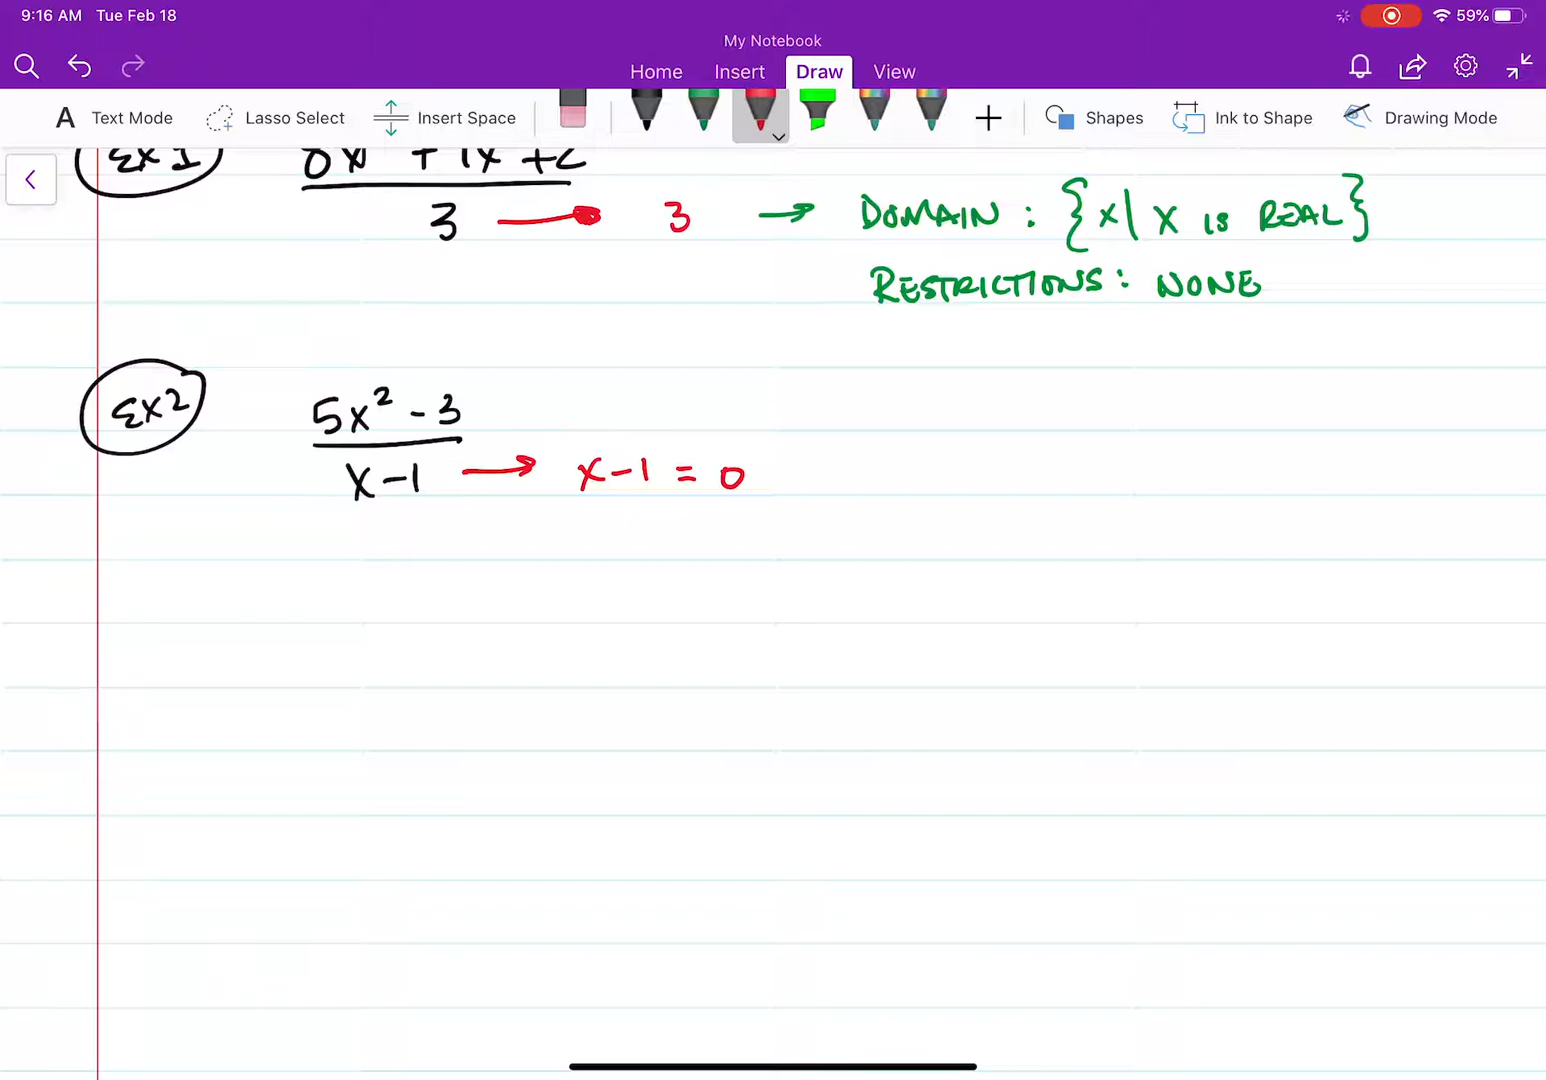 9:16 AM Tue Feb 18 59%
My Notebook
Home Insert Draw View
Text Mode Lasso Select Insert Space Shapes Ink to Shape Drawing Mode
Ex 1
3 → 3 → DOMAIN : {x| x is REAL}
RESTRICTIONS: NONE
Ex2 5x² - 3
x-1 → x-1 = 0